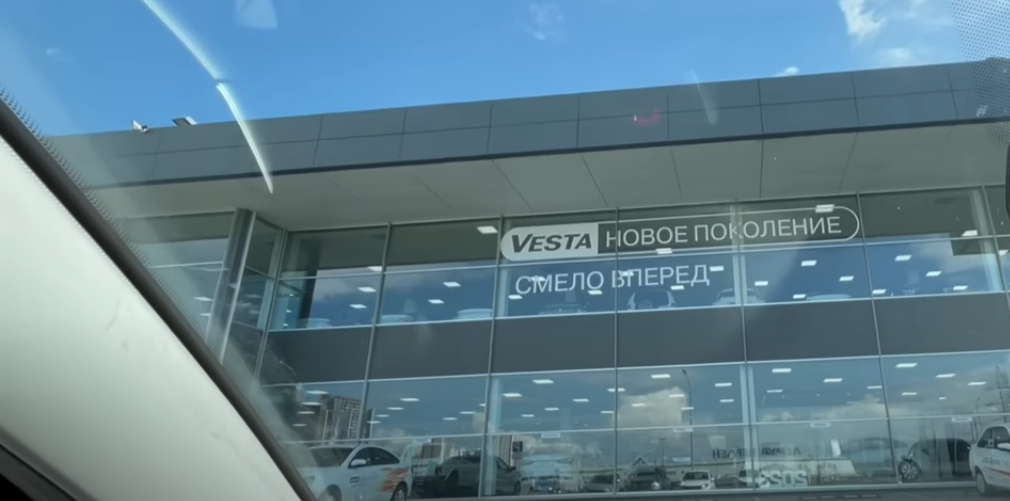 VESTA НОВОЕ ПОКОЛЕНИЕ
СМЕЛО ВПЕРЕД